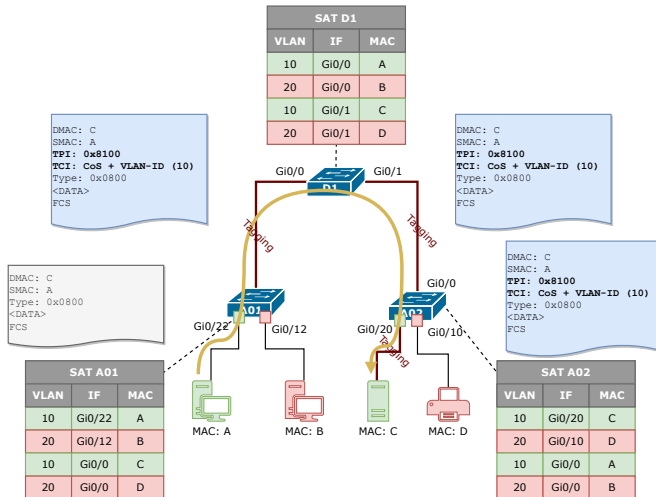 SAT D1
VLAN IF MAC
10 Gi0/0 A
20 Gi0/0 B
10 Gi0/1 C
20 Gi0/1 D
DMAC: C
SMAC: A
TPI: 0x8100
TCI: CoS + VLAN-ID (10)
Type: 0x0800
<DATA>
FCS
DMAC: C
SMAC: A
TPI: 0x8100
TCI: CoS + VLAN-ID (10)
Type: 0x0800
<DATA>
FCS
Gi0/0
Gi0/1
D1
Tagging
Tagging
DMAC: C
SMAC: A
Type: 0x0800
<DATA>
FCS
DMAC: C
SMAC: A
TPI: 0x8100
TCI: CoS + VLAN-ID (10)
Type: 0x0800
<DATA>
FCS
Gi0/0
A01
A02
Gi0/22
Gi0/12
Gi0/20
Gi0/10
Tagging
MAC: A
MAC: B
MAC: C
MAC: D
SAT A01
VLAN IF MAC
10 Gi0/22 A
20 Gi0/12 B
10 Gi0/0 C
20 Gi0/0 D
SAT A02
VLAN IF MAC
10 Gi0/20 C
20 Gi0/10 D
10 Gi0/0 A
20 Gi0/0 B